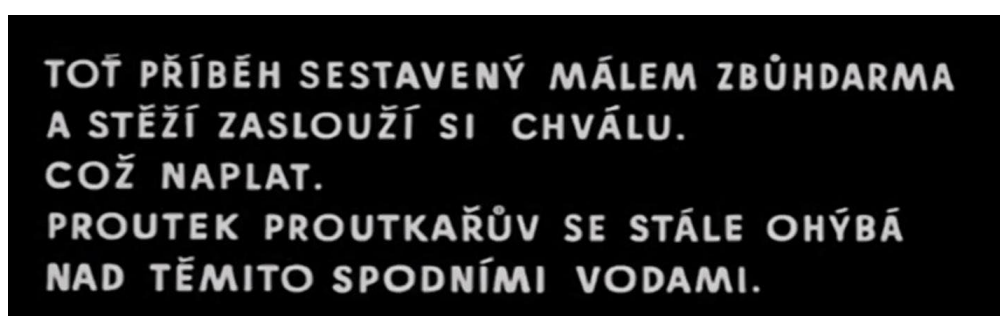 TOŤ PŘÍBĚH SESTAVENÝ MÁLEM ZBŮHDARMA
A STĚŽÍ ZASLOUŽÍ SI CHVÁLU.
COŽ NAPLAT.
PROUTEK PROUTKAŘŮV SE STÁLE OHÝBÁ
NAD TĚMITO SPODNÍMI VODAMI.